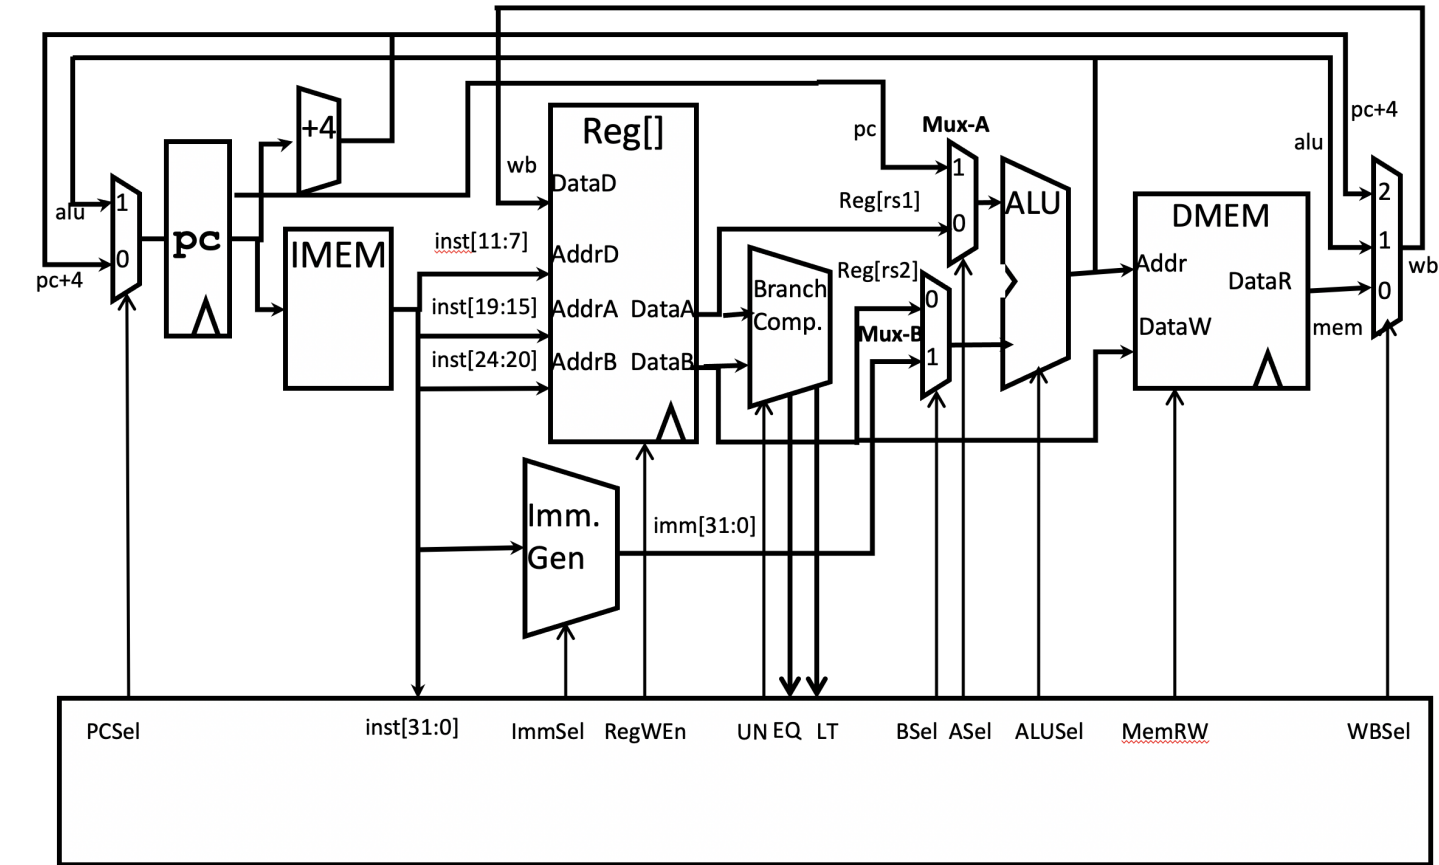 pc+4
pc
Mux-A
+4
Reg[]
alu
wb
DataD
1
2
Reg[rs1]
ALU
DMEM
alu
1
pc
0
inst[11:7]
IMEM
AddrD
1
wb
0
pc+4
Reg[rs2]
Addr
DataR
0
Branch
Comp.
0
inst[19:15]
AddrA
DataA
DataW
mem
Mux-B
1
inst[24:20]
AddrB
DataB
Imm.
Gen
imm[31:0]
PCSel
inst[31:0]
ImmSel
RegWEn
UN
EQ
LT
BSel
ASel
ALUSel
MemRW
WBSel